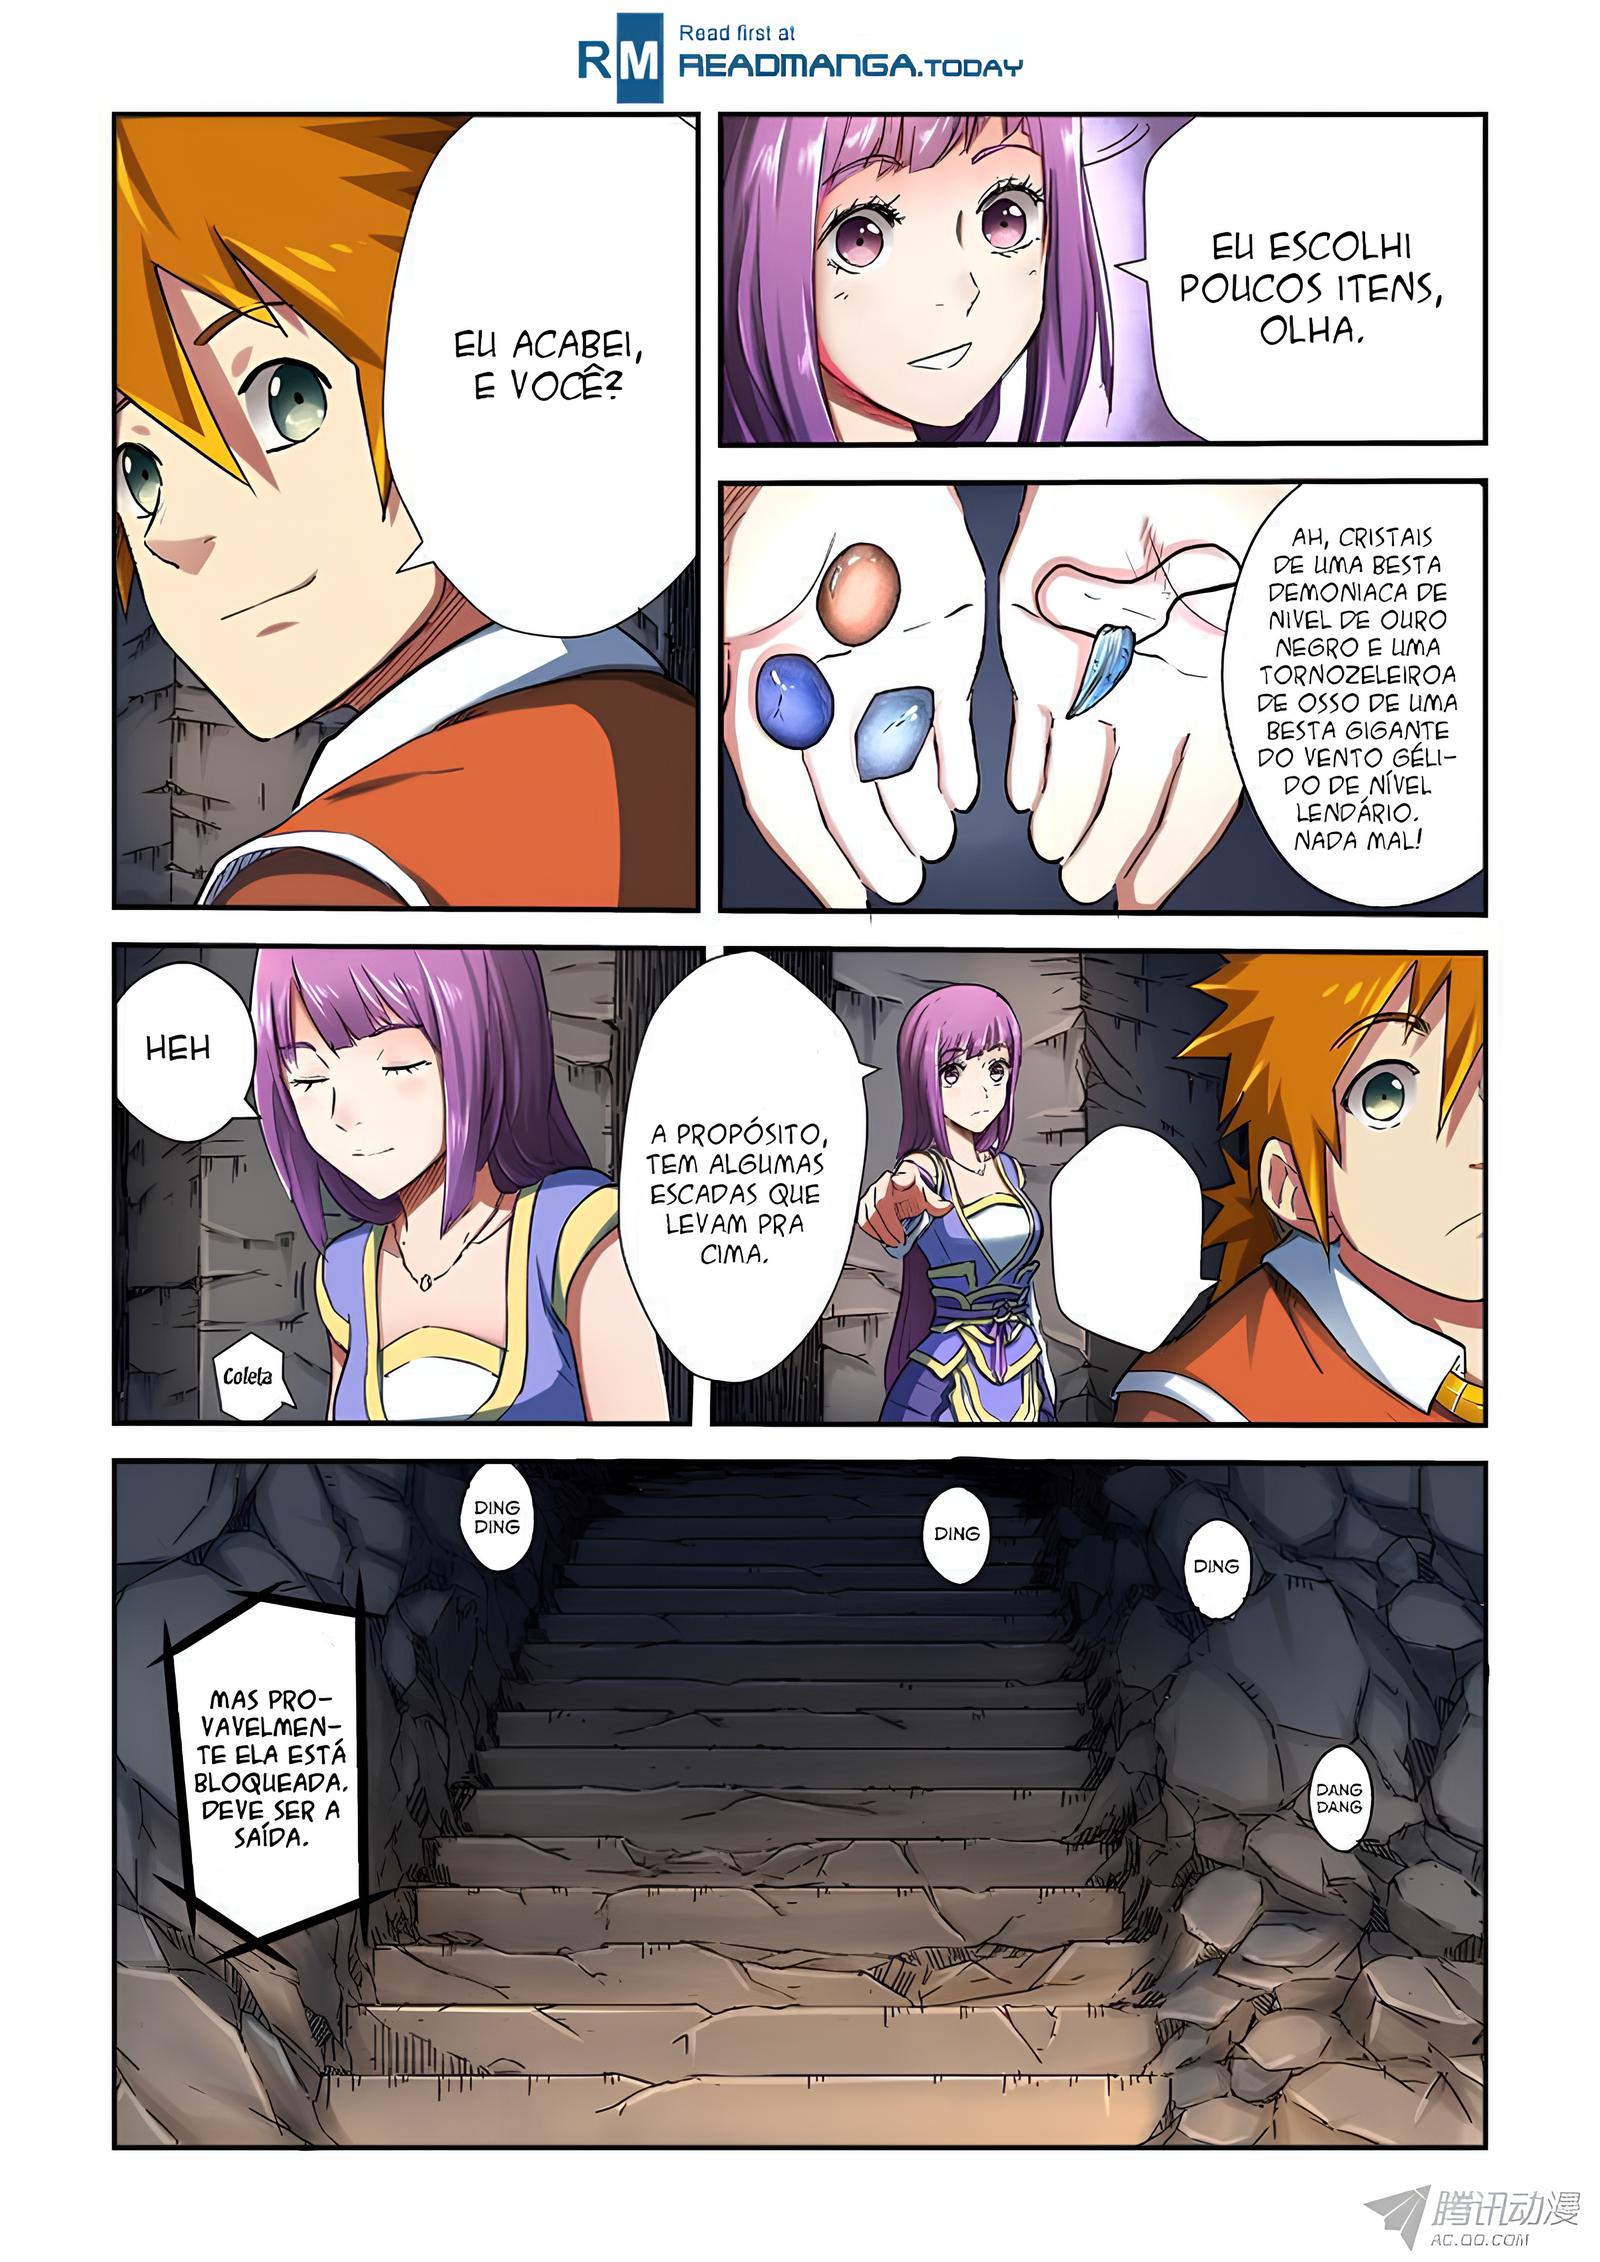 Read first at
RM READMANGA.TODAY
EU ACABEI,
E VOCÊ?
EU ESCOLHI
POUCOS ITENS,
OLHA.
AH, CRISTAIS
DE UMA BESTA
DEMONIACA DE
NIVEL DE OURO
NEGRO E UMA
TORNOZELEIROA
DE OSSO DE UMA
BESTA GIGANTE
DO VENTO GÉLI-
DO DE NÍVEL
LENDÁRIO.
NADA MAL!
HEH
Coleta
A PROPÓSITO,
TEM ALGUMAS
ESCADAS QUE
LEVAM PRA
CIMA.
DING
DING
DING
DING
MAS PRO-
VAVELMEN-
TE ELA ESTÁ
BLOQUEADA.
DEVE SER A
SAÍDA.
DANG
DANG
腾讯动漫
AC.QQ.COM